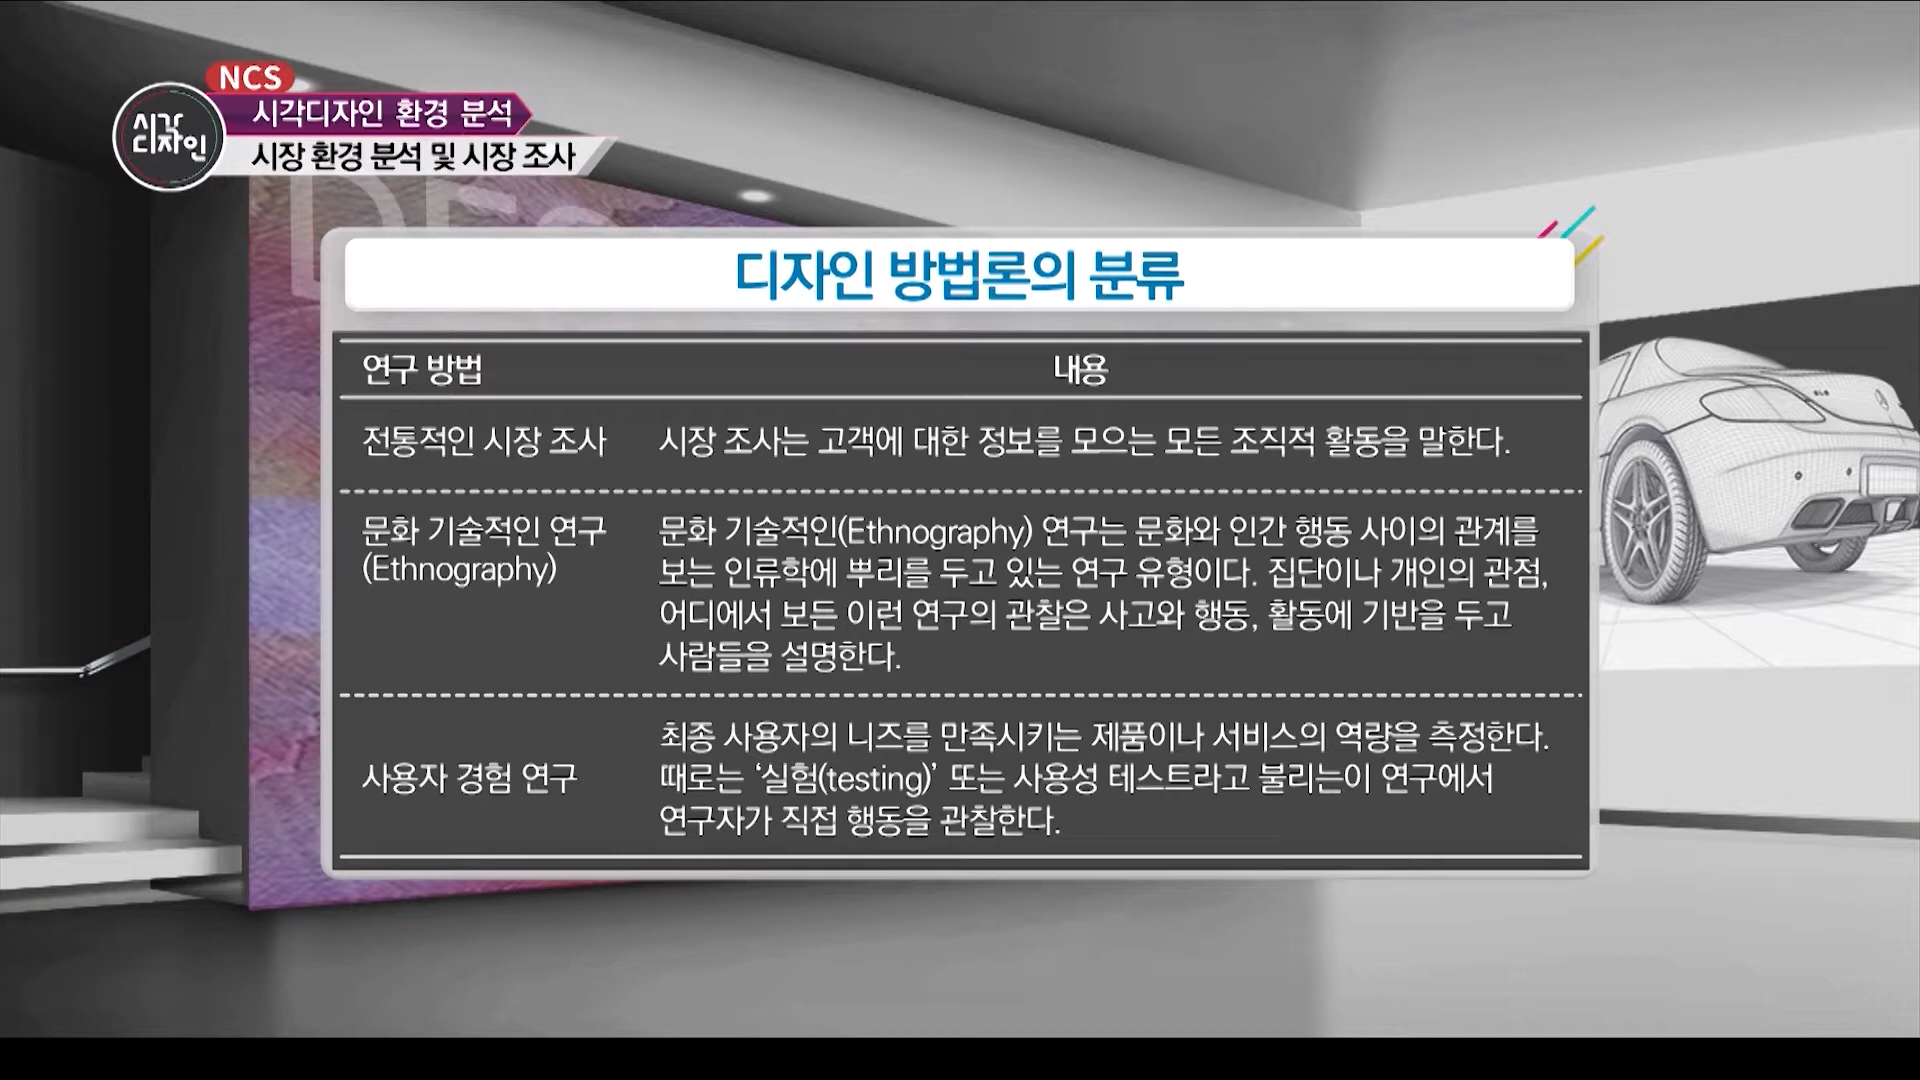 NCS
시각디자인 환경 분석
시각
디자인
시장 환경 분석 및 시장 조사
디자인 방법론의 분류
연구 방법
내용
전통적인 시장 조사
시장 조사는 고객에 대한 정보를 모으는 모든 조직적 활동을 말한다.
문화 기술적인 연구
(Ethnography)
문화 기술적인(Ethnography) 연구는 문화와 인간 행동 사이의 관계를
보는 인류학에 뿌리를 두고 있는 연구 유형이다. 집단이나 개인의 관점,
어디에서 보든 이런 연구의 관찰은 사고와 행동, 활동에 기반을 두고
사람들을 설명한다.
사용자 경험 연구
최종 사용자의 니즈를 만족시키는 제품이나 서비스의 역량을 측정한다.
때로는 ‘실험(testing)’ 또는 사용성 테스트라고 불리는이 연구에서
연구자가 직접 행동을 관찰한다.